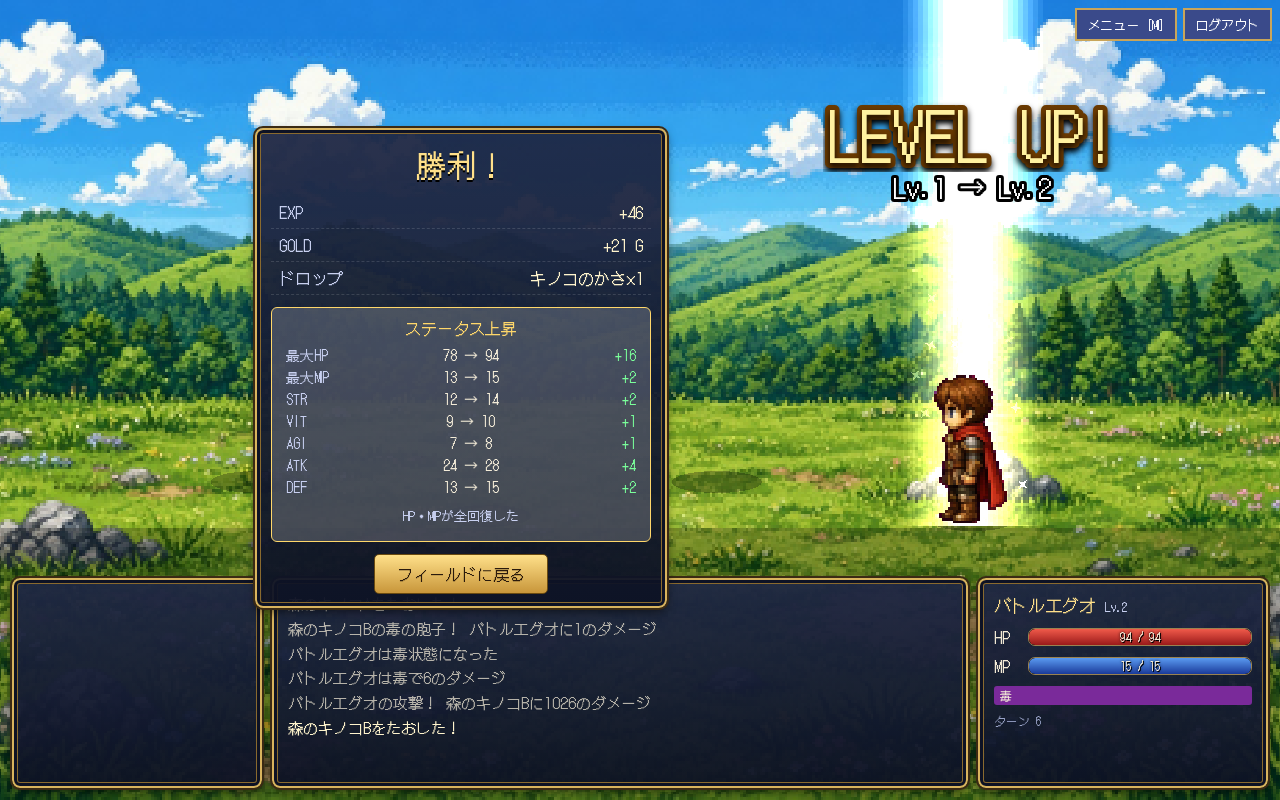 メニュー [M]
ログアウト
LEVEL UP!
Lv.1 → Lv.2
勝利！
EXP +46
GOLD +21 G
ドロップ キノコのかさx1
ステータス上昇
最大HP 78 → 94 +16
最大MP 13 → 15 +2
STR 12 → 14 +2
VIT 9 → 10 +1
AGI 7 → 8 +1
ATK 24 → 28 +4
DEF 13 → 15 +2
HP・MPが全回復した
フィールドに戻る
森のキノコBの毒の胞子！ バトルエグオに1のダメージ
バトルエグオは毒状態になった
バトルエグオは毒で6のダメージ
バトルエグオの攻撃！ 森のキノコBに1026のダメージ
森のキノコBをたおした！
バトルエグオ Lv.2
HP 94 / 94
MP 15 / 15
毒
ターン 6